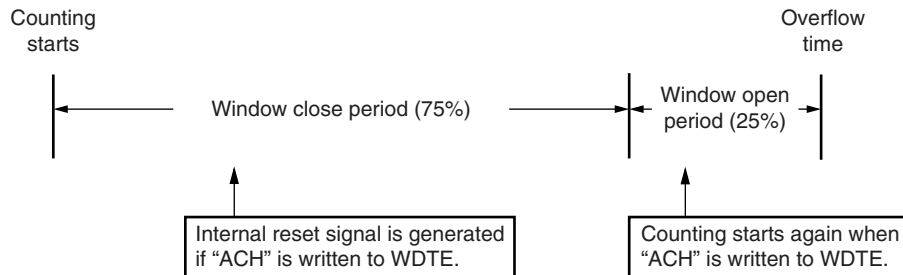 Counting
starts
Overflow
time
Window close period (75%)
Window open
period (25%)
Internal reset signal is generated
if “ACH” is written to WDTE.
Counting starts again when
“ACH” is written to WDTE.